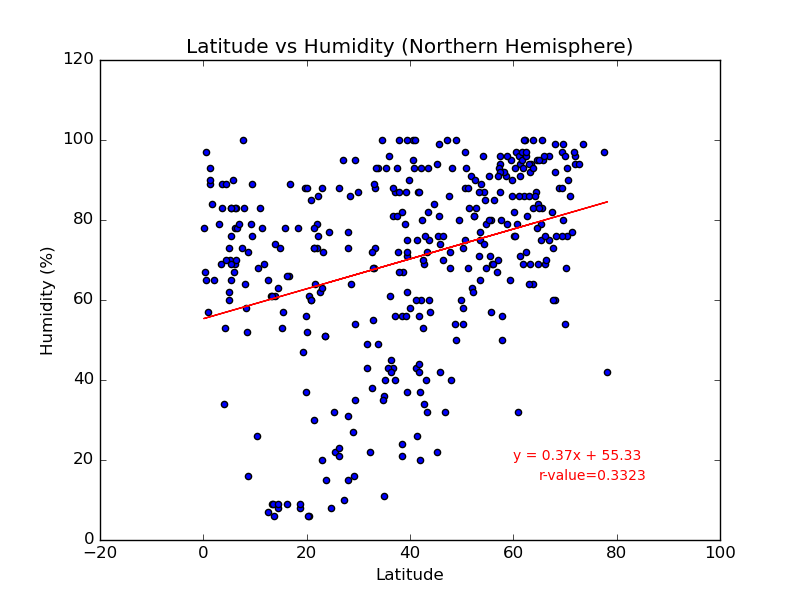 Latitude vs Humidity (Northern Hemisphere)
120
100
80
60
40
20
0
Humidity (%)
y = 0.37x + 55.33
r-value=0.3323
−20 0 20 40 60 80 100
Latitude